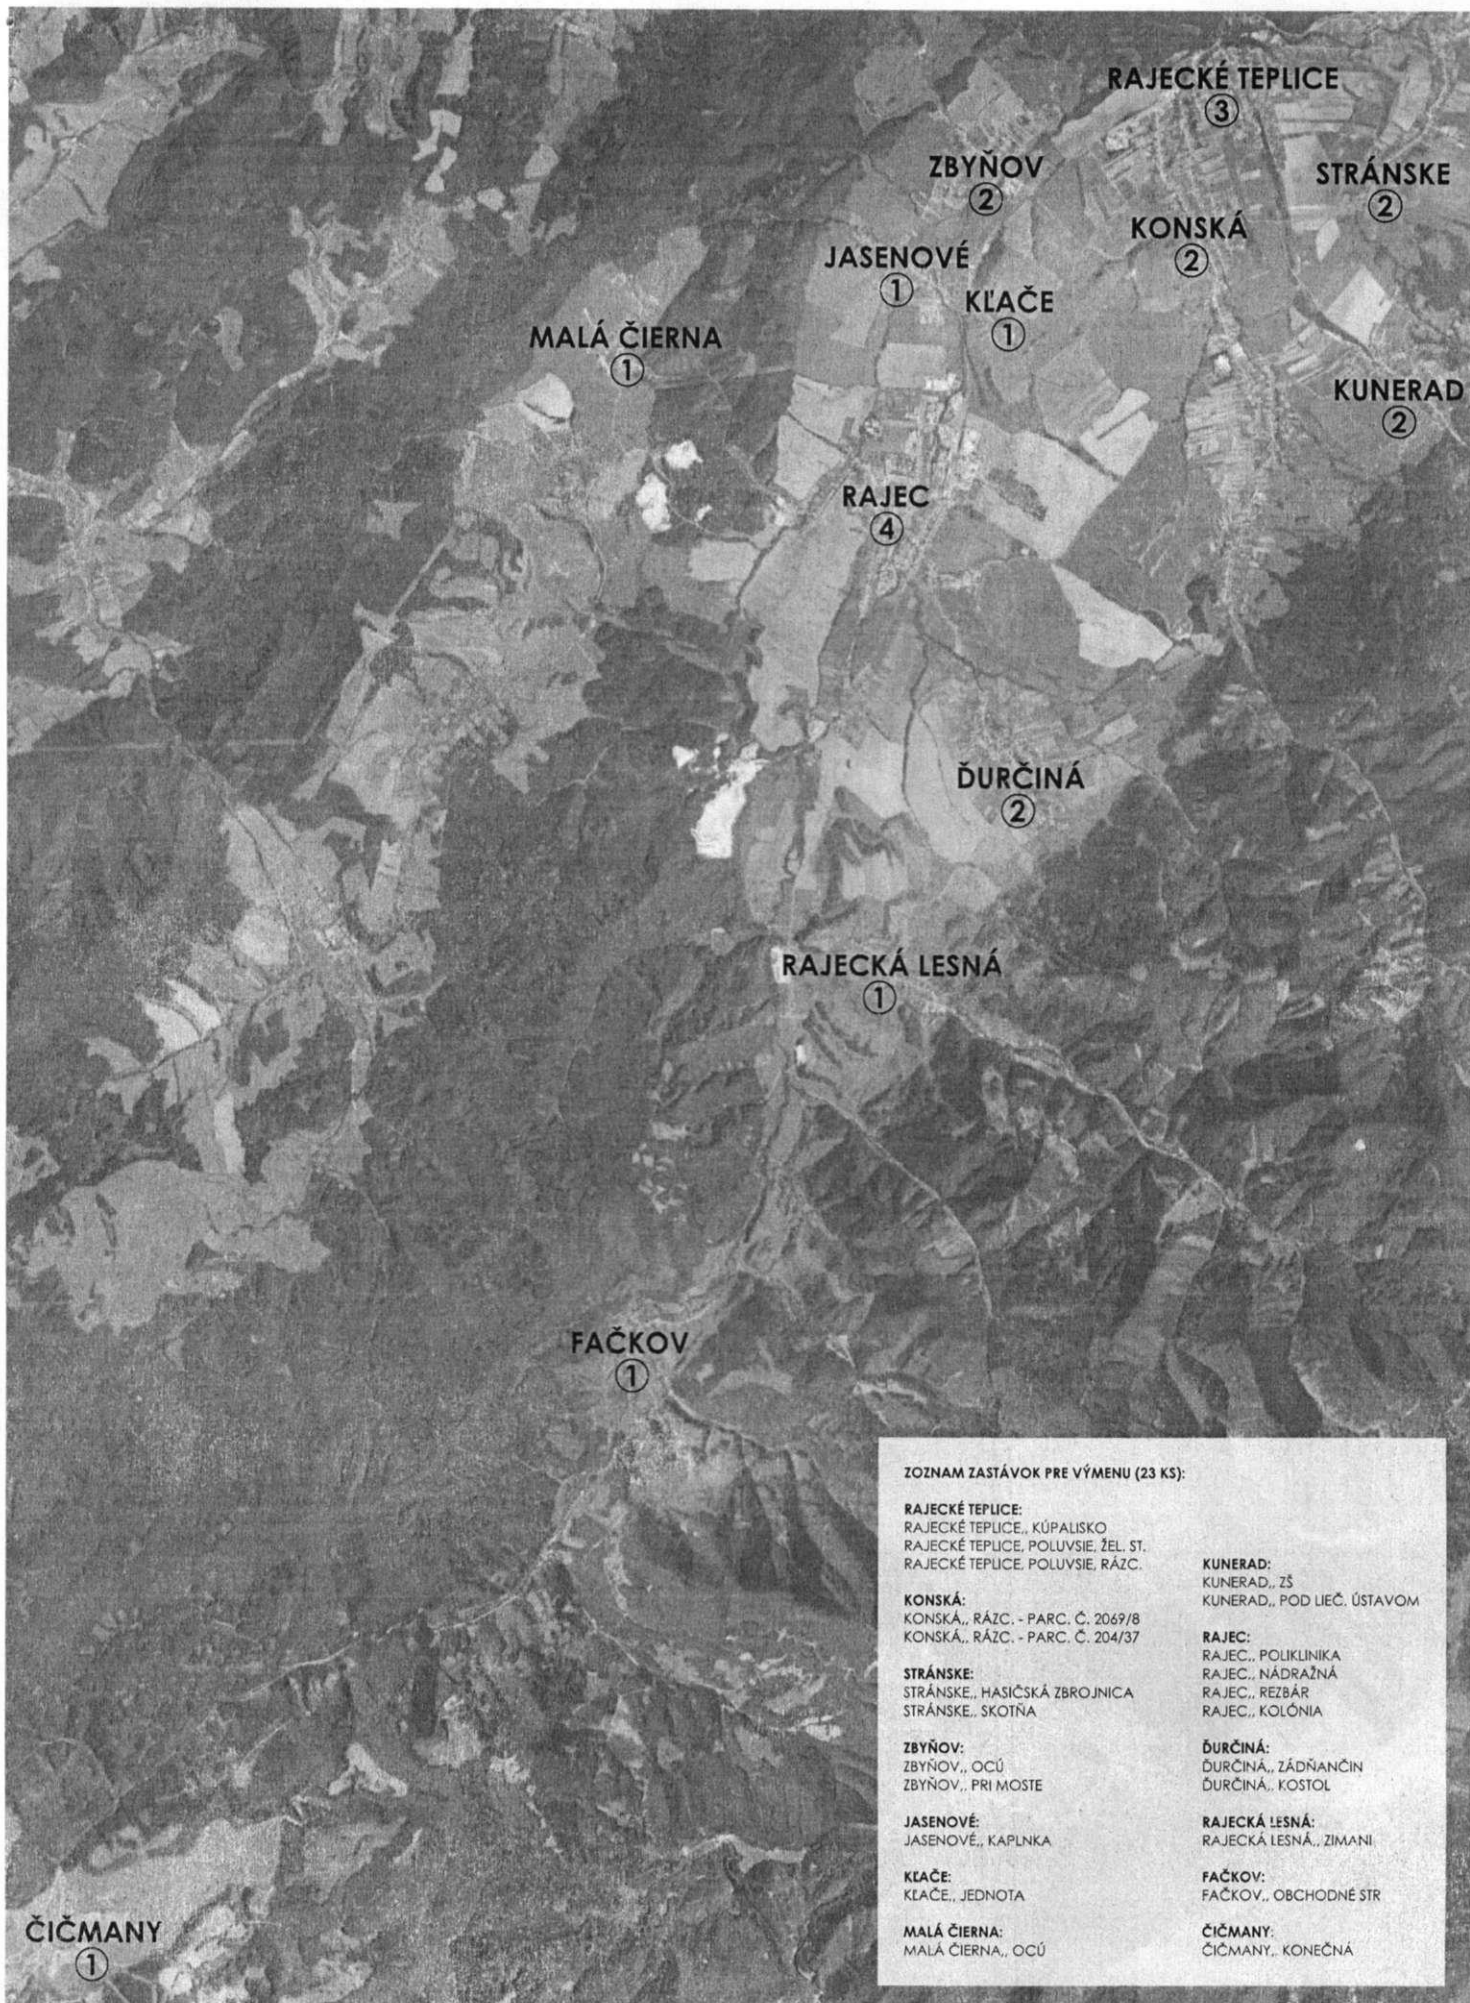 RAJECKÉ TEPLICE
3
ZBYŇOV
2
STRÁNSKE
2
KONSKÁ
2
JASENOVÉ
1
KĽAČE
1
MALÁ ČIERNA
1
KUNERAD
2
RAJEC
4
ĎURČINÁ
2
RAJECKÁ LESNÁ
1
FAČKOV
1
ČIČMANY
1
ZOZNAM ZASTÁVOK PRE VÝMENU (23 KS):
RAJECKÉ TEPLICE:
RAJECKÉ TEPLICE,, KÚPALISKO
RAJECKÉ TEPLICE, POLUVSIE, ŽEL. ST.
RAJECKÉ TEPLICE, POLUVSIE, RÁZC.
KONSKÁ:
KONSKÁ,, RÁZC. - PARC. Č. 2069/8
KONSKÁ,, RÁZC. - PARC. Č. 204/37
STRÁNSKE:
STRÁNSKE,, HASIČSKÁ ZBROJNICA
STRÁNSKE,, SKOTŇA
ZBYŇOV:
ZBYŇOV,, OCÚ
ZBYŇOV,, PRI MOSTE
JASENOVÉ:
JASENOVÉ,, KAPLNKA
KĽAČE:
KĽAČE,, JEDNOTA
MALÁ ČIERNA:
MALÁ ČIERNA,, OCÚ
KUNERAD:
KUNERAD,, ZŠ
KUNERAD,, POD LIEČ. ÚSTAVOM
RAJEC:
RAJEC,, POLIKLINIKA
RAJEC,, NÁDRAŽNÁ
RAJEC,, REZBÁR
RAJEC,, KOLÓNIA
ĎURČINÁ:
ĎURČINÁ,, ZÁDŇANČIN
ĎURČINÁ,, KOSTOL
RAJECKÁ LESNÁ:
RAJECKÁ LESNÁ,, ZIMANI
FAČKOV:
FAČKOV,, OBCHODNÉ STR
ČIČMANY:
ČIČMANY,, KONEČNÁ